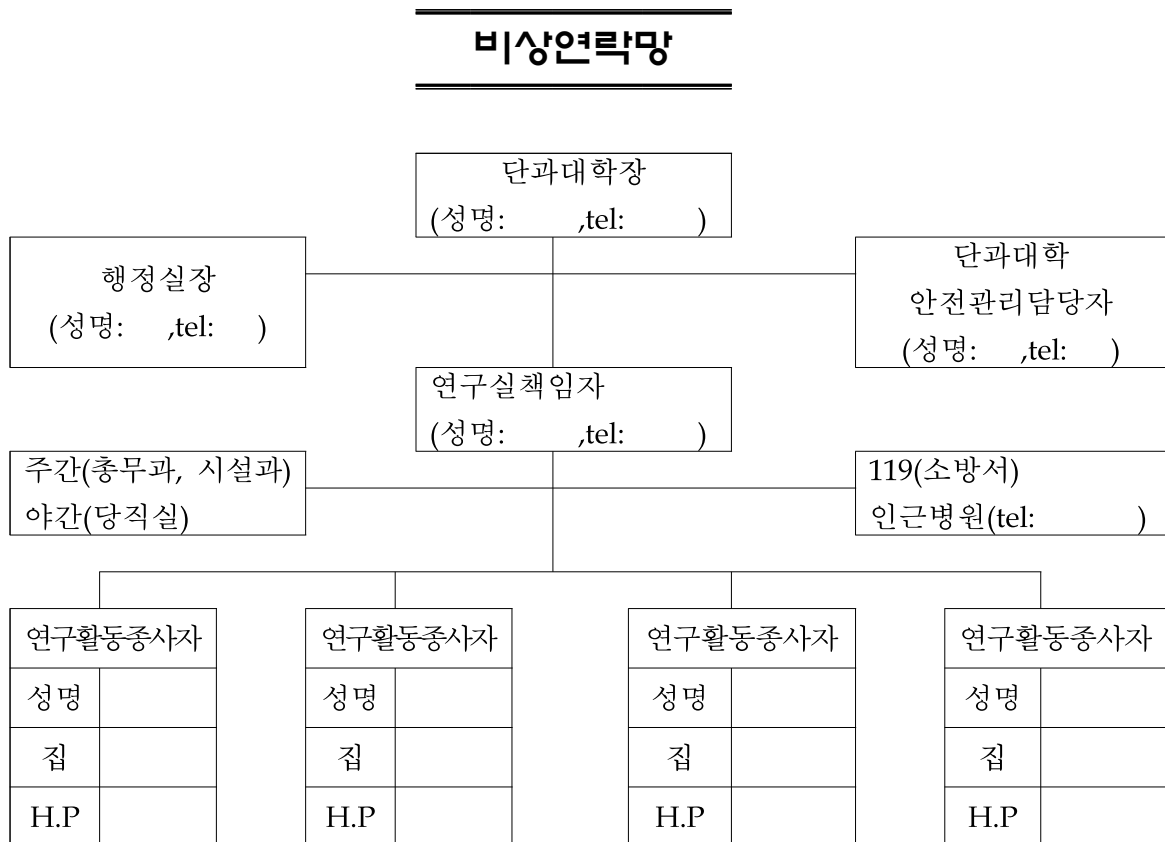 비상연락망
단과대학장
(성명: ,tel: )
행정실장
(성명: ,tel: )
단과대학
안전관리담당자
(성명: ,tel: )
연구실책임자
(성명: ,tel: )
주간(총무과, 시설과)
야간(당직실)
119(소방서)
인근병원(tel: )
연구활동종사자 연구활동종사자 연구활동종사자 연구활동종사자
성명 성명 성명 성명
집 집 집 집
H.P H.P H.P H.P